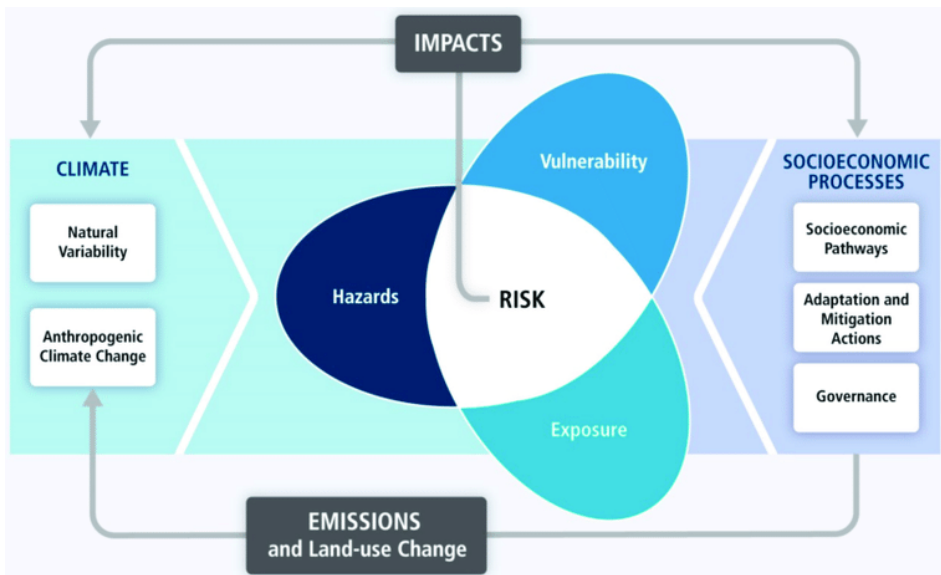 IMPACTS
CLIMATE
Natural
Variability
Anthropogenic
Climate Change
Vulnerability
Hazards
RISK
Exposure
SOCIOECONOMIC
PROCESSES
Socioeconomic
Pathways
Adaptation and
Mitigation
Actions
Governance
EMISSIONS
and Land-use Change